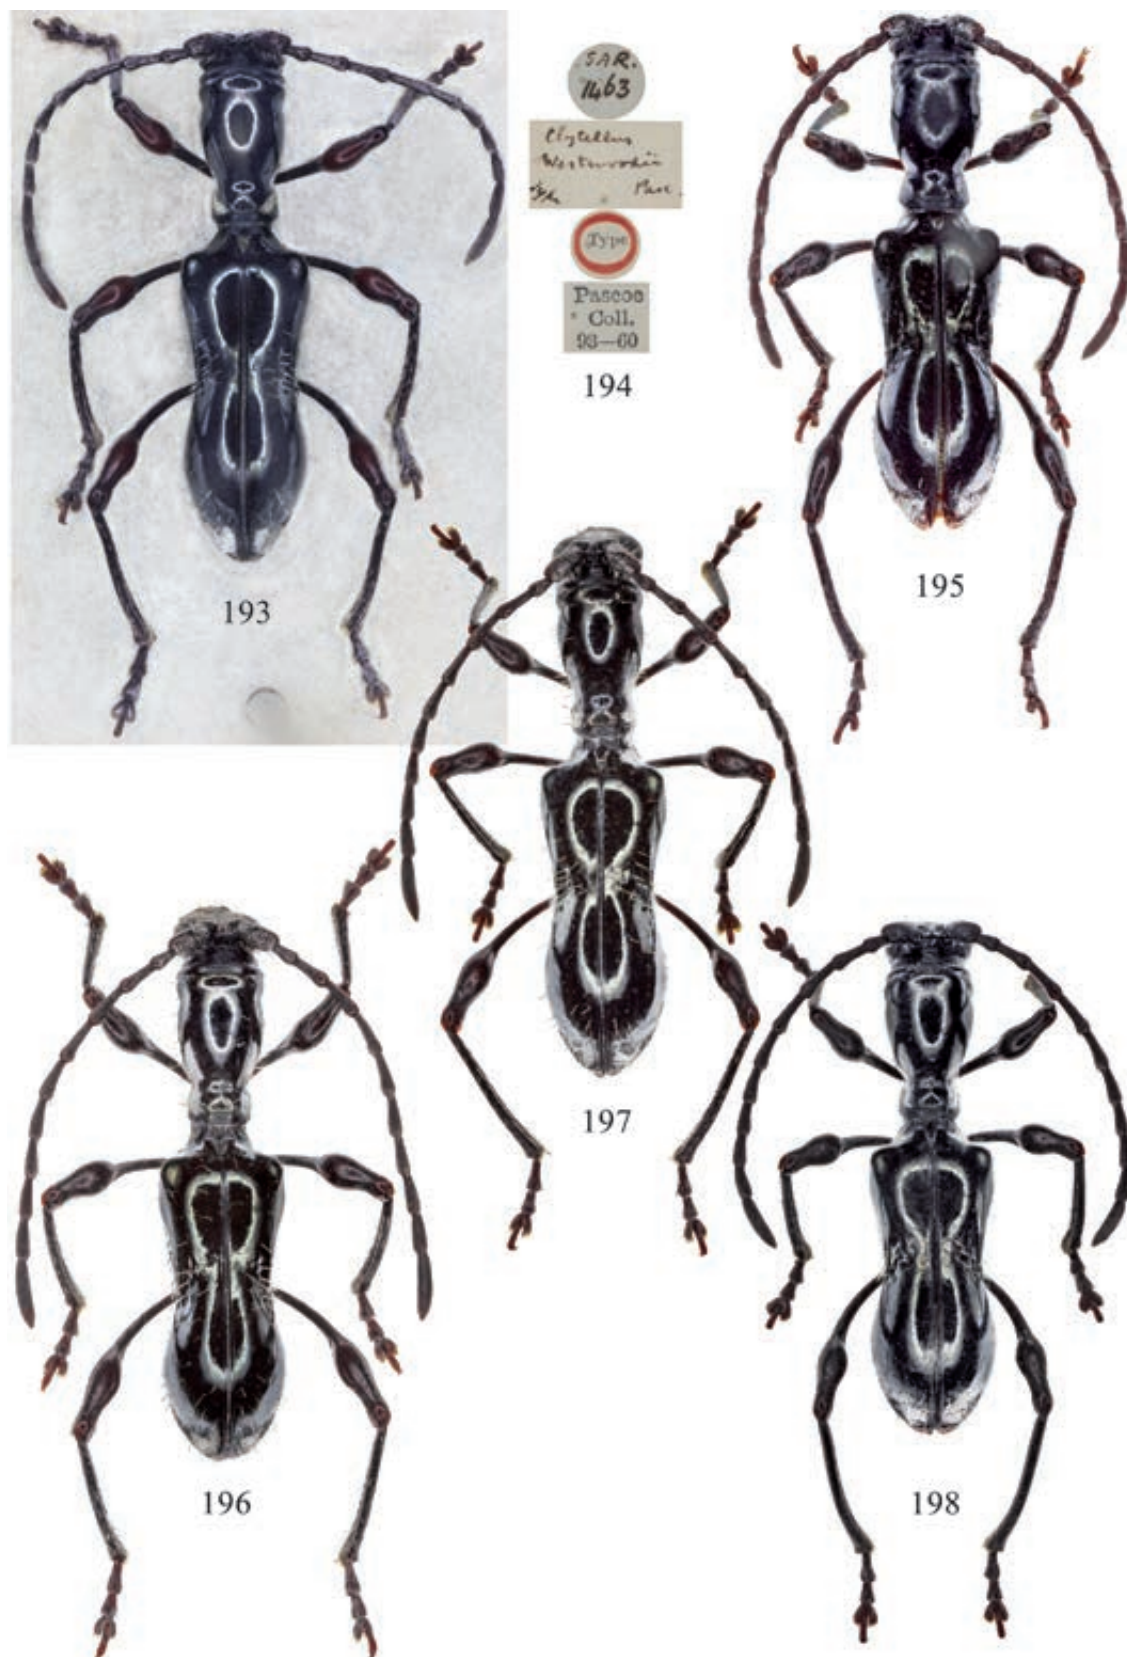 SAR.
1463
Clytellus
Westwoodii
Pasc.
Type
Pascoe
Coll.
93—60
194
193
195
197
196
198